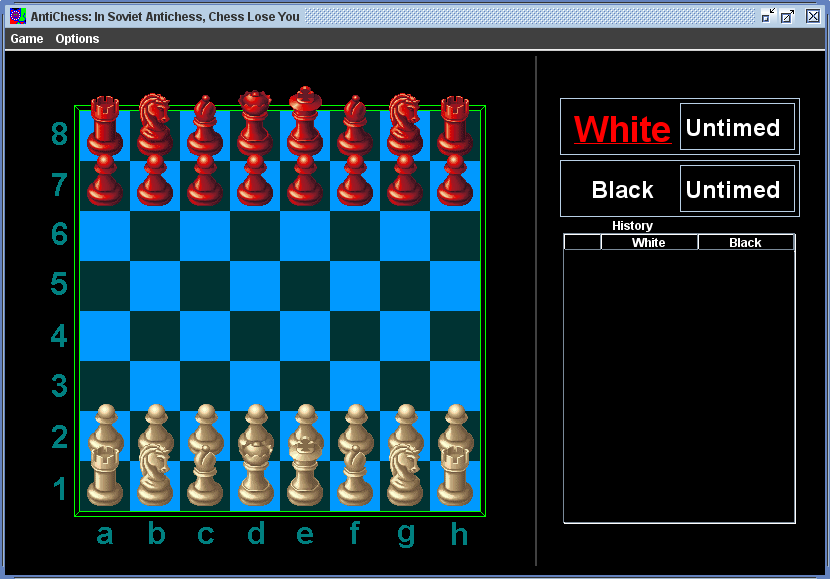 AntiChess: In Soviet Antichess, Chess Lose You
Game Options
8
7
6
5
4
3
2
1
a b c d e f g h
White Untimed
Black Untimed
History
White Black